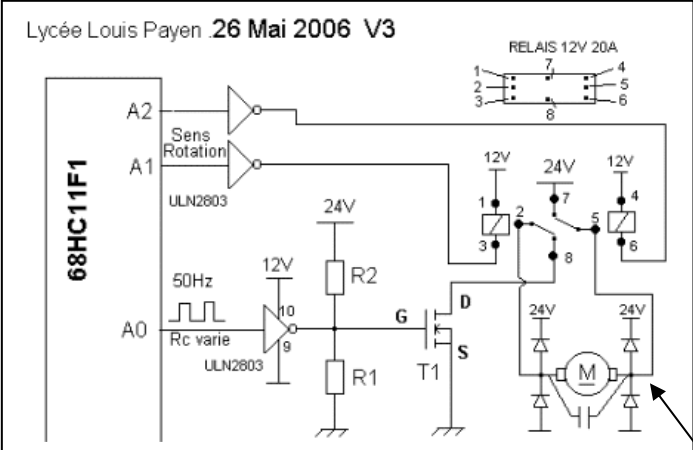 Lycée Louis Payen .26 Mai 2006 V3
RELAIS 12V 20A
1 7 4
2 5
3 8 6
68HC11F1
A2
Sens
Rotation
A1
ULN2803
12V 24V 12V
1 2 7 5 4
3 8 6
24V
50Hz
12V
R2
10
A0
Rc varie
9
ULN2803
G D
S
R1
T1
24V 24V
M